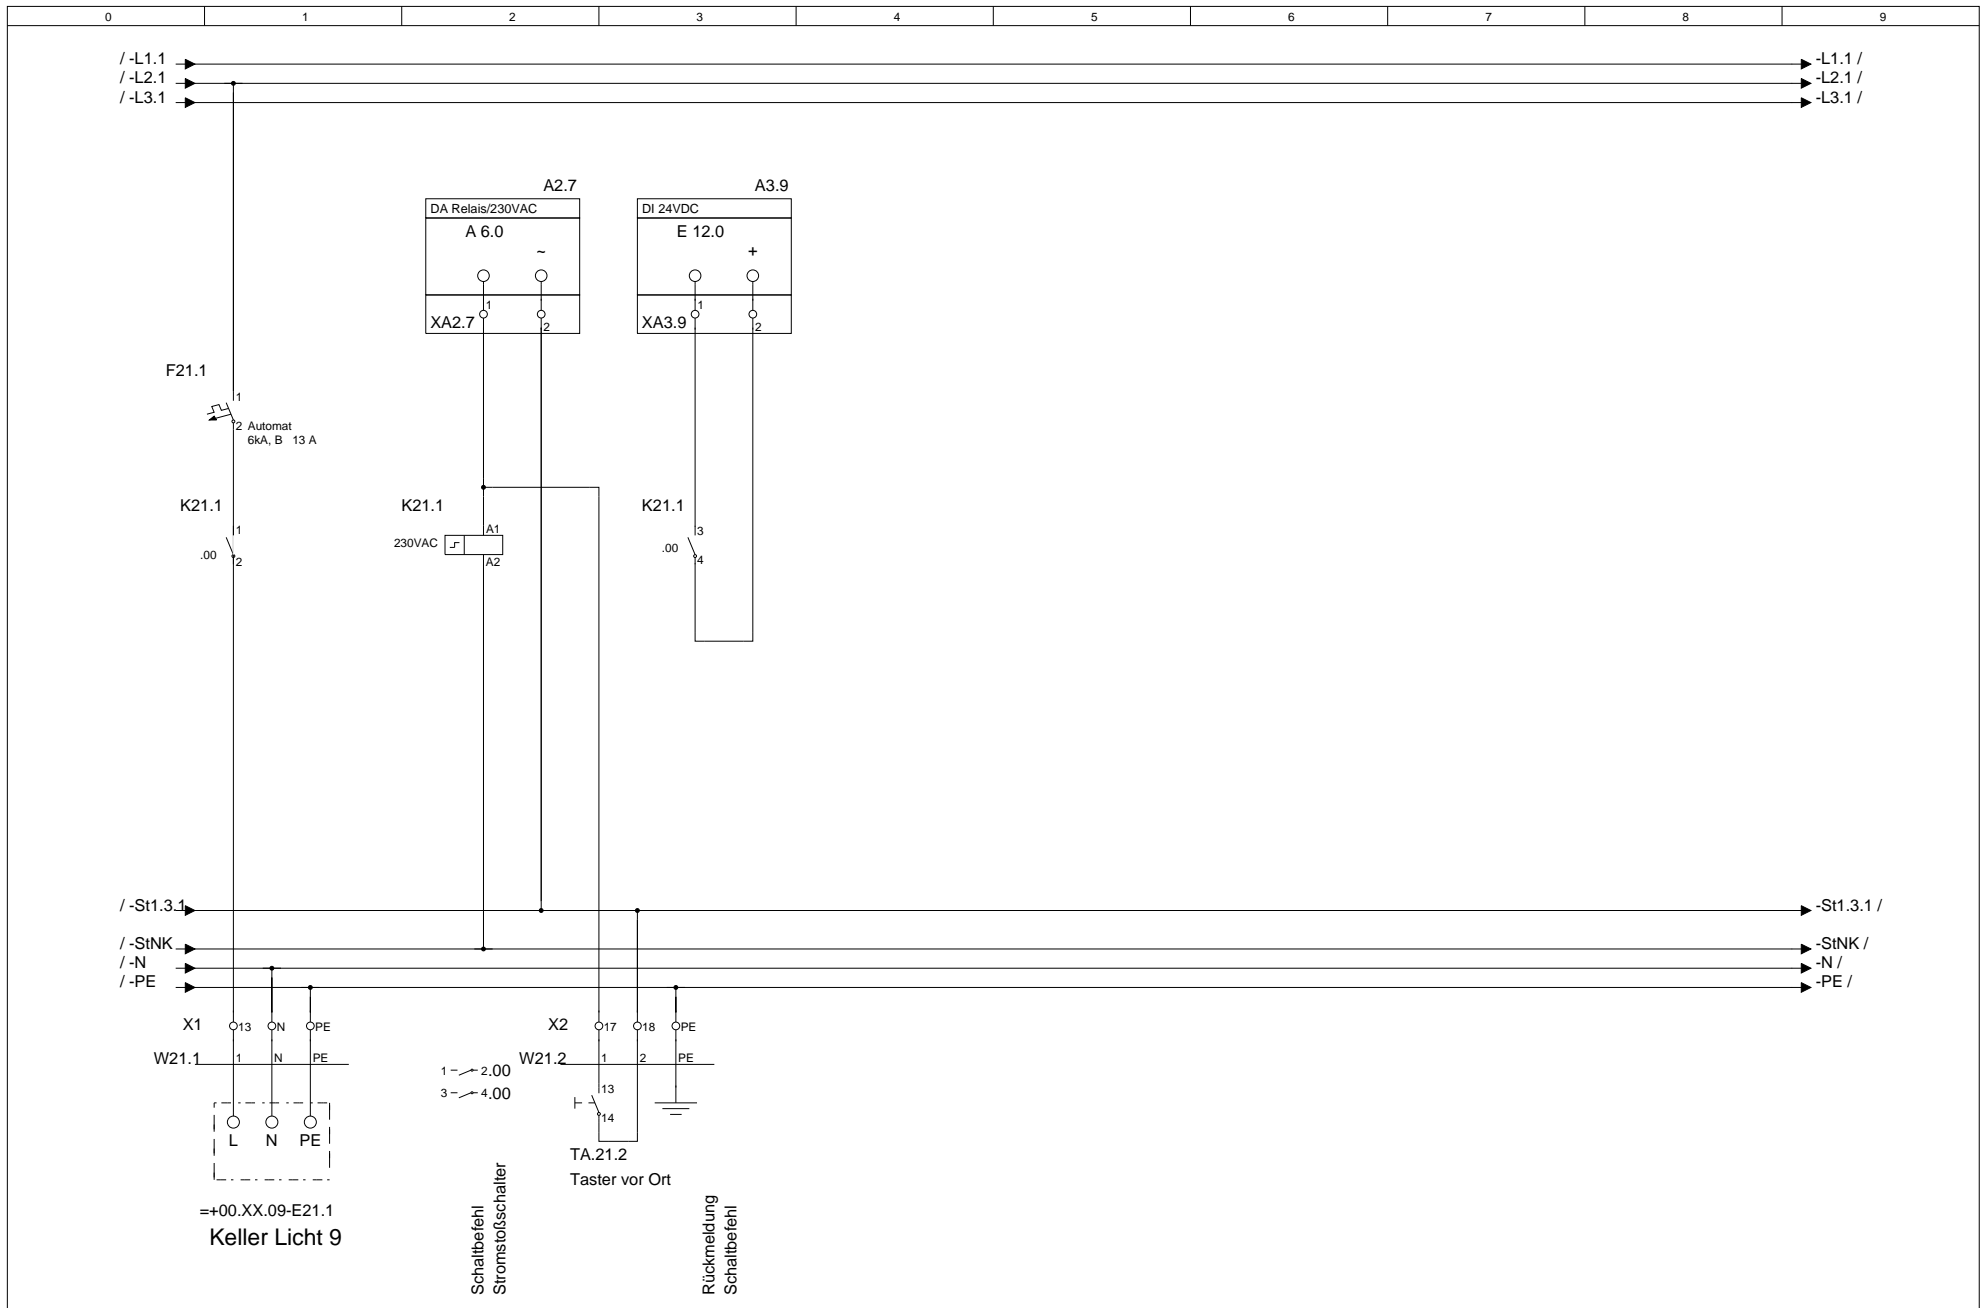 0 1 2 3 4 5 6 7 8 9
/ -L1.1 -L1.1 /
/ -L2.1 -L2.1 /
/ -L3.1 -L3.1 /
A2.7 A3.9
DA Relais/230VAC DI 24VDC
A 6.0 E 12.0
~ +
1 1
XA2.7 XA3.9
2 2
F21.1
1
2 Automat
6kA, B 13 A
K21.1 K21.1 K21.1
1 A1 3
230VAC
.00 .00
2 A2 4
/ -St1.3.1 -St1.3.1 /
/ -StNK -StNK /
/ -N -N /
/ -PE -PE /
X1 13 N PE X2 17 18 PE
W21.1 1 N PE W21.2 1 2 PE
1 2.00
3 4.00
13
14
L N PE
TA.21.2
Taster vor Ort
=+00.XX.09-E21.1
Keller Licht 9
Schaltbefehl
Stromstoßschalter
Rückmeldung
Schaltbefehl